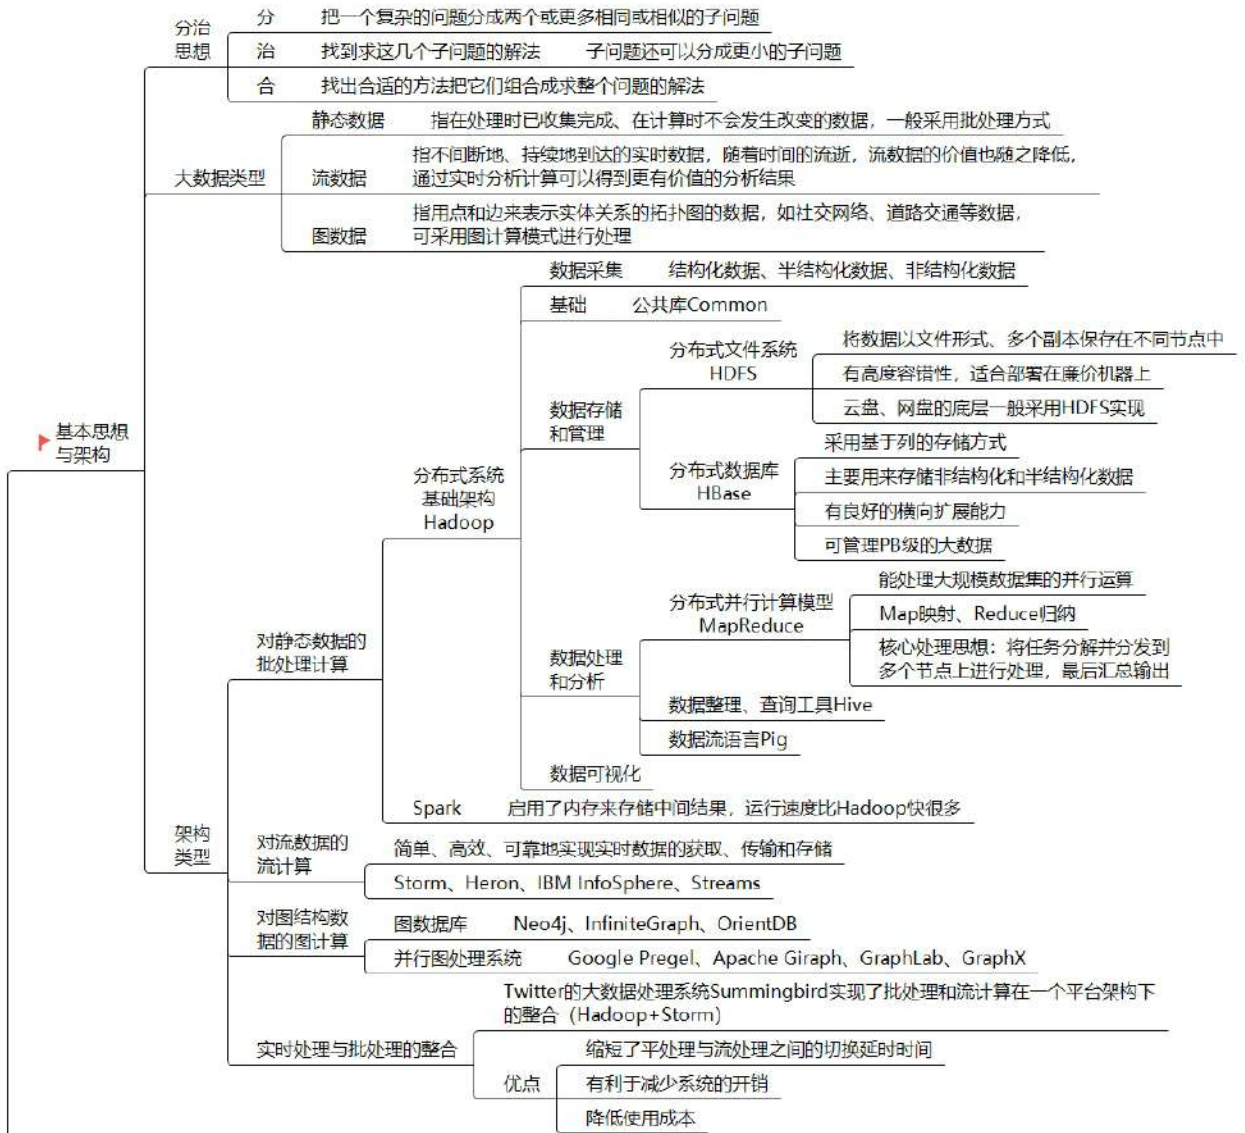 分治
思想
分 把一个复杂的问题分成两个或更多相同或相似的子问题
治 找到求这几个子问题的解法 子问题还可以分成更小的子问题
合 找出合适的方法把它们组合成求整个问题的解法
大数据类型
静态数据 指在处理时已收集完成、在计算时不会发生改变的数据，一般采用批处理方式
流数据
指不间断地、持续地到达的实时数据，随着时间的流逝，流数据的价值也随之降低，
通过实时分析计算可以得到更有价值的分析结果
图数据
指用点和边来表示实体关系的拓扑图的数据，如社交网络、道路交通等数据，
可采用图计算模式进行处理
基本思想
与架构
架构
类型
对静态数据的
批处理计算
分布式系统
基础架构
Hadoop
数据采集 结构化数据、半结构化数据、非结构化数据
基础 公共库Common
数据存储
和管理
分布式文件系统
HDFS
将数据以文件形式、多个副本保存在不同节点中
有高度容错性，适合部署在廉价机器上
云盘、网盘的底层一般采用HDFS实现
分布式数据库
HBase
采用基于列的存储方式
主要用来存储非结构化和半结构化数据
有良好的横向扩展能力
可管理PB级的大数据
数据处理
和分析
分布式并行计算模型
MapReduce
能处理大规模数据集的并行运算
Map映射、Reduce归纳
核心处理思想：将任务分解并分发到
多个节点上进行处理，最后汇总输出
数据整理、查询工具Hive
数据流语言Pig
数据可视化
Spark 启用了内存来存储中间结果，运行速度比Hadoop快很多
对流数据的
流计算
简单、高效、可靠地实现实时数据的获取、传输和存储
Storm、Heron、IBM InfoSphere、Streams
对图结构数
据的图计算
图数据库 Neo4j、InfiniteGraph、OrientDB
并行图处理系统 Google Pregel、Apache Giraph、GraphLab、GraphX
实时处理与批处理的整合
Twitter的大数据处理系统Summingbird实现了批处理和流计算在一个平台架构下
的整合（Hadoop+Storm）
优点
缩短了平处理与流处理之间的切换延时时间
有利于减少系统的开销
降低使用成本